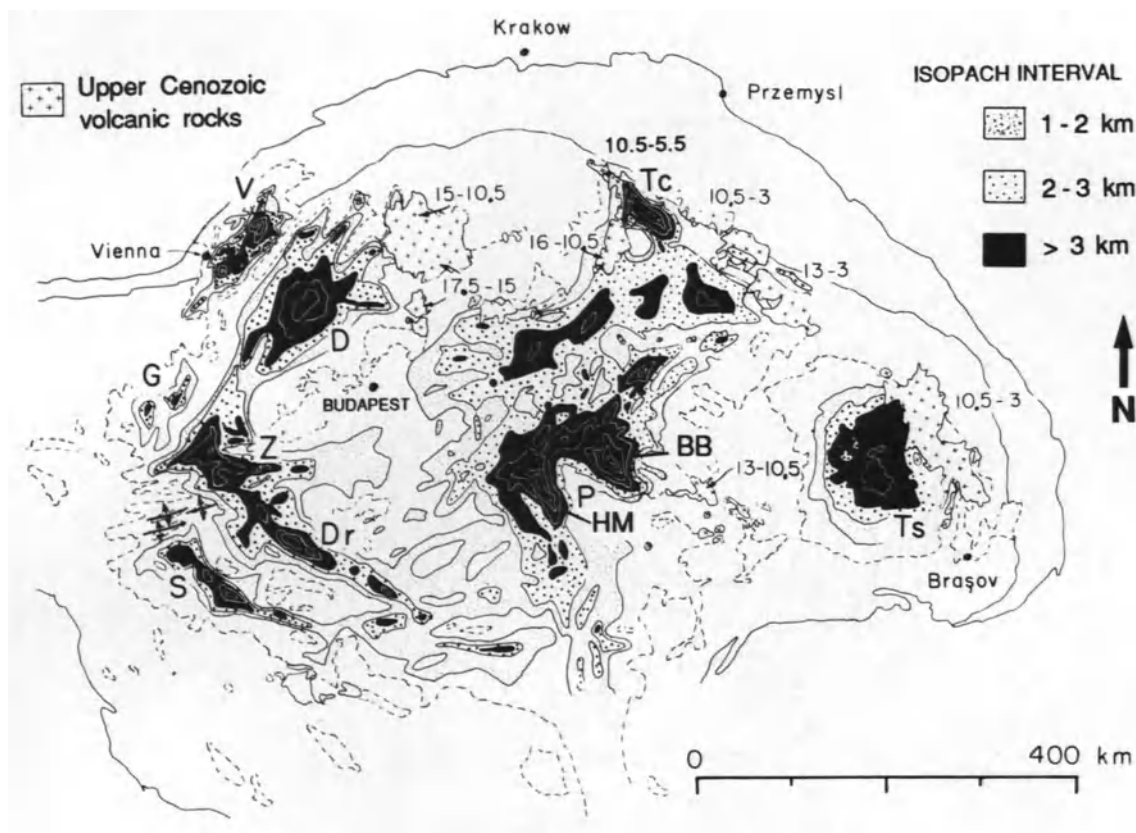 Krakow
Upper Cenozoic
volcanic rocks
Przemysl
ISOPACH INTERVAL
1-2 km
2-3 km
> 3 km
10.5-5.5
Tc
10,5-3
V
15-10,5
Vienna
16-10,5
13-3
17,5-15
D
N
G
BUDAPEST
10,5-3
Z
BB
13-10,5
P
HM
Dr
Ts
S
Braşov
0
400 km